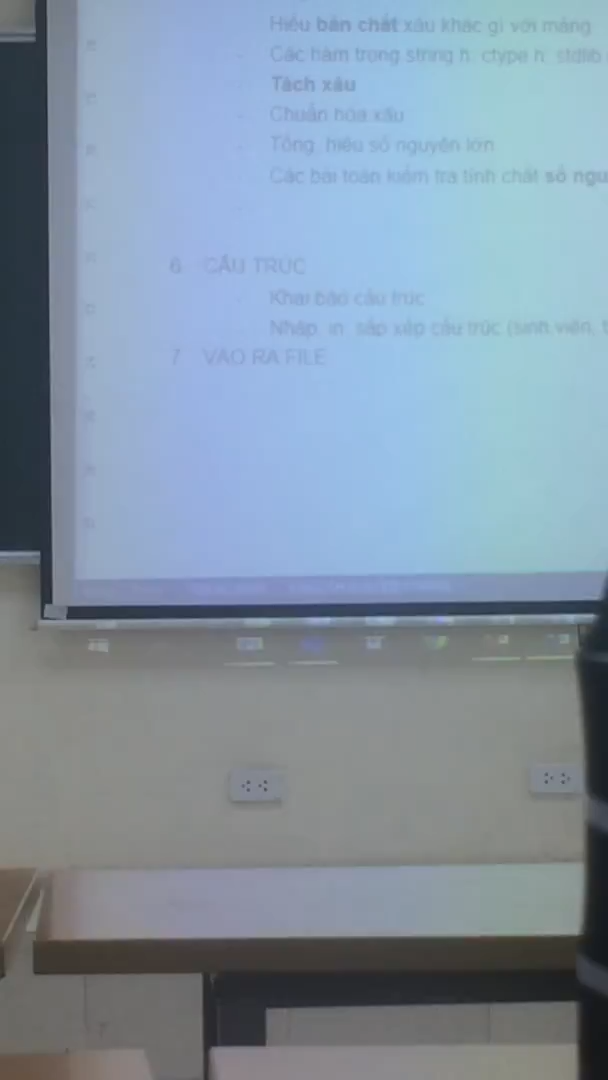 Hiểu bản chất xâu khác gì với mảng
- Các hàm trong string.h, ctype.h, stdlib
Tách xâu
- Chuẩn hóa xâu
- Tổng, hiệu số nguyên lớn
Các bài toán kiểm tra tính chất số ngu
6. CẤU TRÚC
- Khai báo cấu trúc
Nhập, in, sắp xếp cấu trúc (sinh viên,
7. VÀO RA FILE